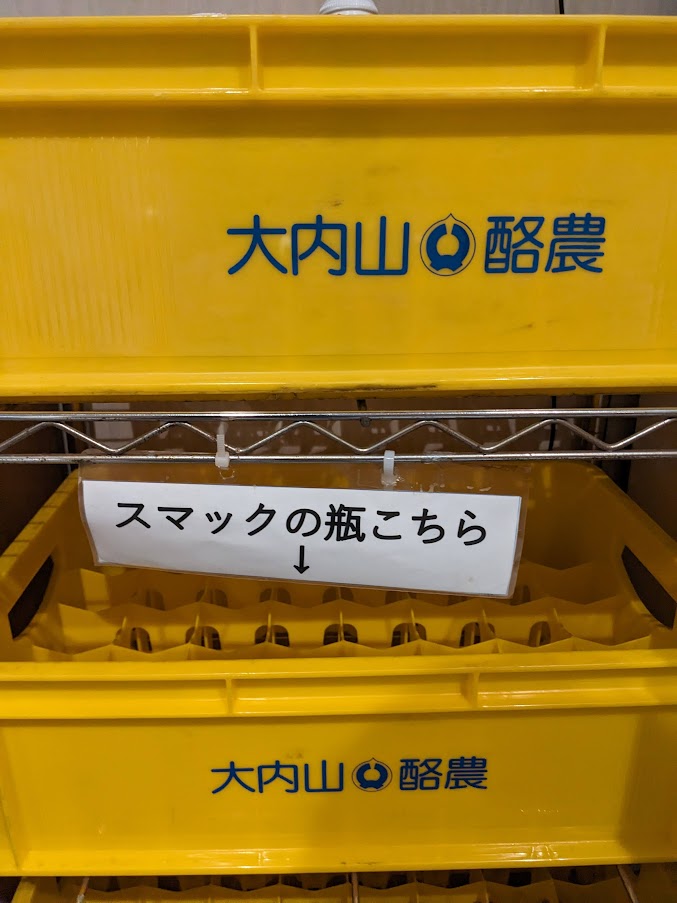 大内山酪農
スマックの瓶こちら
↓
大内山酪農